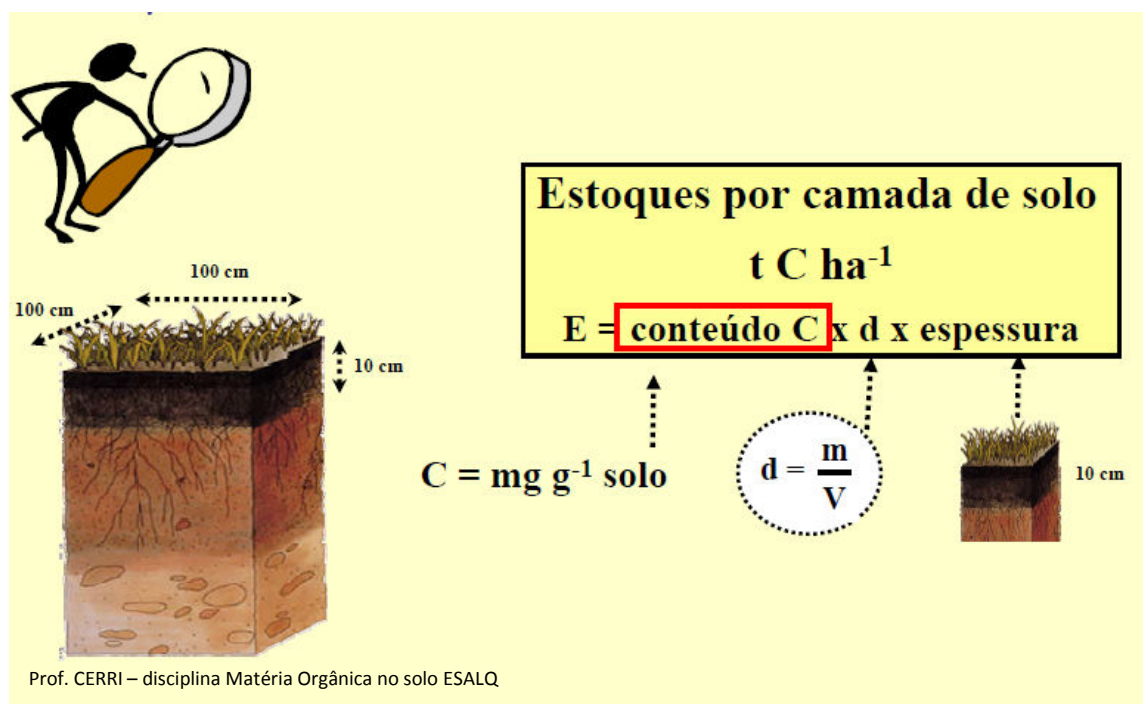 Estoques por camada de solo
t C ha-1
E = conteúdo C x d x espessura
100 cm
100 cm
10 cm
C = mg g-1 solo
d = m
V
10 cm
Prof. CERRI – disciplina Matéria Orgânica no solo ESALQ